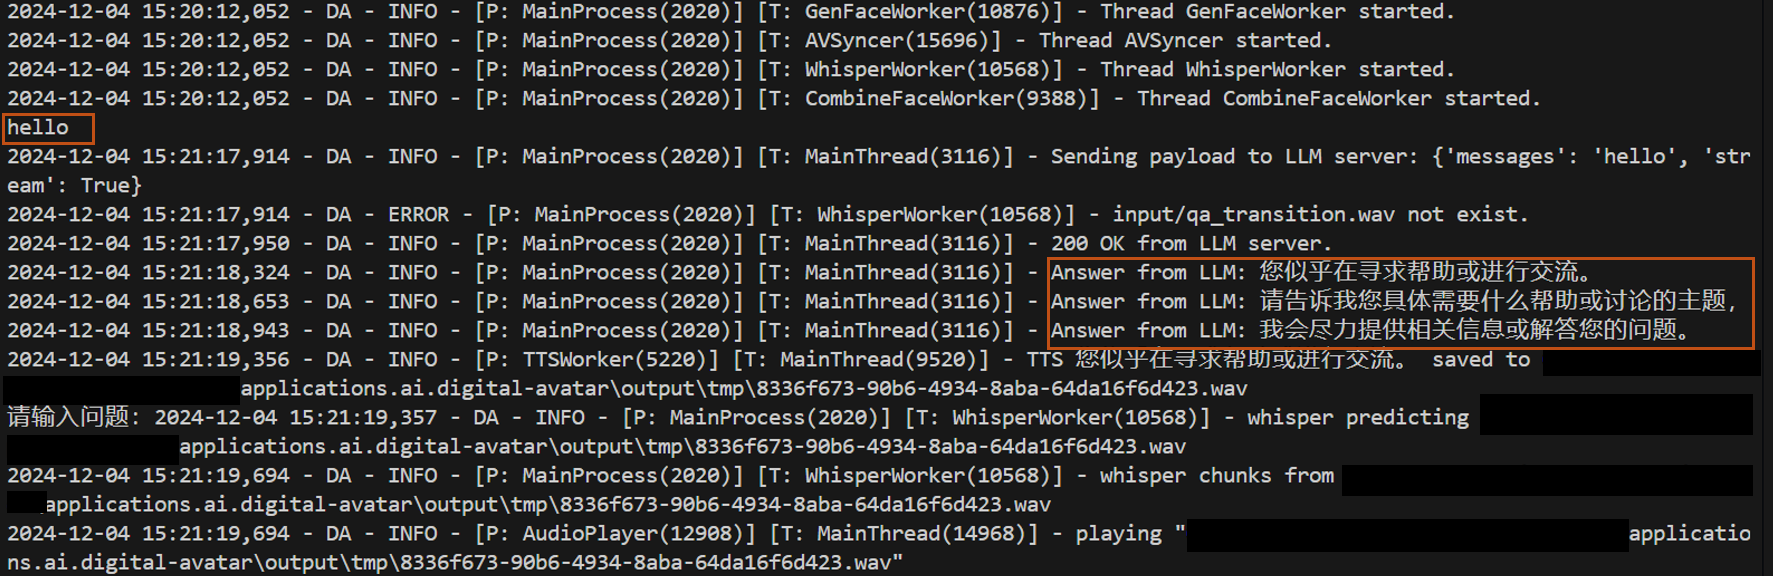 2024-12-04 15:20:12,052 - DA - INFO - [P: MainProcess(2020)] [T: GenFaceWorker(10876)] - Thread GenFaceWorker started.
2024-12-04 15:20:12,052 - DA - INFO - [P: MainProcess(2020)] [T: AVSyncer(15696)] - Thread AVSyncer started.
2024-12-04 15:20:12,052 - DA - INFO - [P: MainProcess(2020)] [T: WhisperWorker(10568)] - Thread WhisperWorker started.
2024-12-04 15:20:12,052 - DA - INFO - [P: MainProcess(2020)] [T: CombineFaceWorker(9388)] - Thread CombineFaceWorker started.
hello
2024-12-04 15:21:17,914 - DA - INFO - [P: MainProcess(2020)] [T: MainThread(3116)] - Sending payload to LLM server: {'messages': 'hello', 'str
eam': True}
2024-12-04 15:21:17,914 - DA - ERROR - [P: MainProcess(2020)] [T: WhisperWorker(10568)] - input/qa_transition.wav not exist.
2024-12-04 15:21:17,950 - DA - INFO - [P: MainProcess(2020)] [T: MainThread(3116)] - 200 OK from LLM server.
2024-12-04 15:21:18,324 - DA - INFO - [P: MainProcess(2020)] [T: MainThread(3116)] - Answer from LLM: 您似乎在寻求帮助或进行交流。
2024-12-04 15:21:18,653 - DA - INFO - [P: MainProcess(2020)] [T: MainThread(3116)] - Answer from LLM: 请告诉我您具体需要什么帮助或讨论的主题，
2024-12-04 15:21:18,943 - DA - INFO - [P: MainProcess(2020)] [T: MainThread(3116)] - Answer from LLM: 我会尽力提供相关信息或解答您的问题。
2024-12-04 15:21:19,356 - DA - INFO - [P: TTSWorker(5220)] [T: MainThread(9520)] - TTS 您似乎在寻求帮助或进行交流。 saved to
applications.ai.digital-avatar\output\tmp\8336f673-90b6-4934-8aba-64da16f6d423.wav
请输入问题: 2024-12-04 15:21:19,357 - DA - INFO - [P: MainProcess(2020)] [T: WhisperWorker(10568)] - whisper predicting
applications.ai.digital-avatar\output\tmp\8336f673-90b6-4934-8aba-64da16f6d423.wav
2024-12-04 15:21:19,694 - DA - INFO - [P: MainProcess(2020)] [T: WhisperWorker(10568)] - whisper chunks from
applications.ai.digital-avatar\output\tmp\8336f673-90b6-4934-8aba-64da16f6d423.wav
2024-12-04 15:21:19,694 - DA - INFO - [P: AudioPlayer(12908)] [T: MainThread(14968)] - playing "applicatio
ns.ai.digital-avatar\output\tmp\8336f673-90b6-4934-8aba-64da16f6d423.wav"